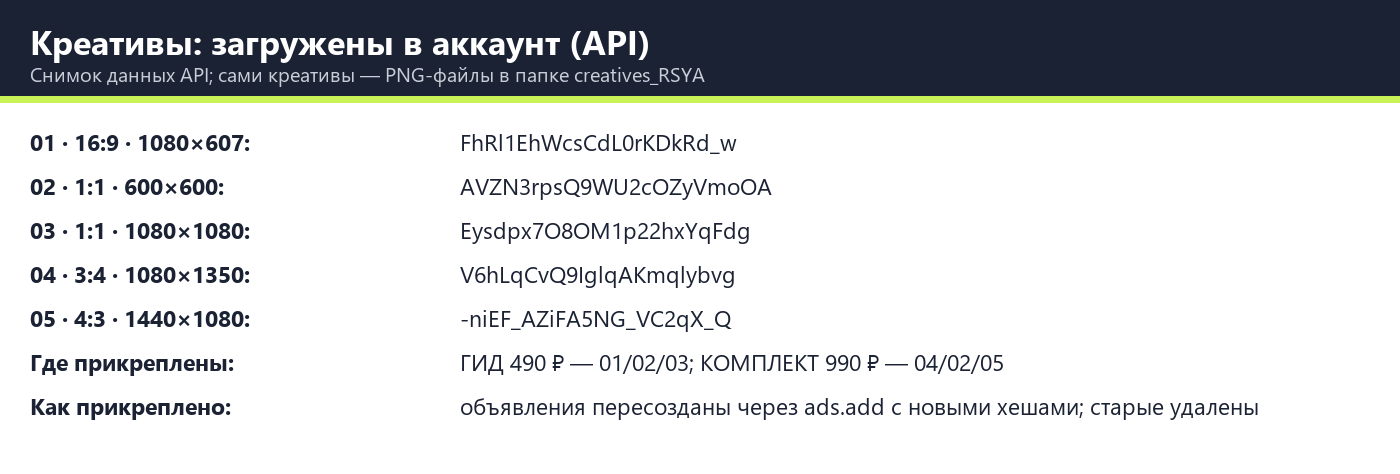 Креативы: загружены в аккаунт (API)
Снимок данных API; сами креативы — PNG-файлы в папке creatives_RSYA
01 · 16:9 · 1080×607: FhRl1EhWcsCdL0rKDkRd_w
02 · 1:1 · 600×600: AVZN3rpsQ9WU2cOZyVmoOA
03 · 1:1 · 1080×1080: Eysdpx7O8OM1p22hxYqFdg
04 · 3:4 · 1080×1350: V6hLqCvQ9IglqAKmqlybvg
05 · 4:3 · 1440×1080: -niEF_AZiFA5NG_VC2qX_Q
Где прикреплены: ГИД 490 ₽ — 01/02/03; КОМПЛЕКТ 990 ₽ — 04/02/05
Как прикреплено: объявления пересозданы через ads.add с новыми хешами; старые удалены